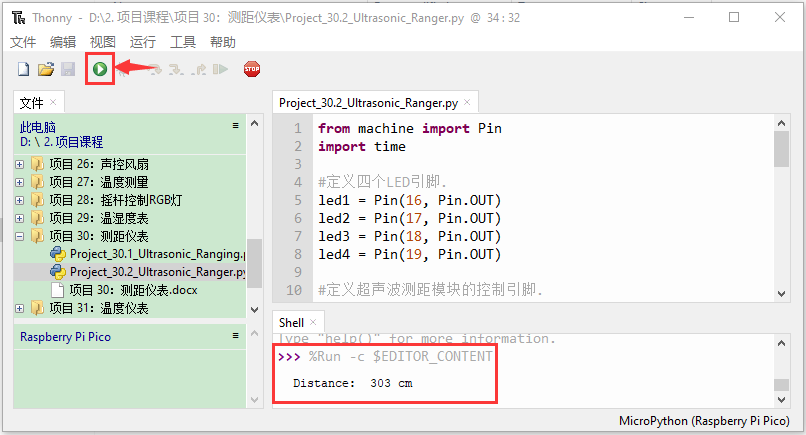 Thonny - D:\2. 项目课程\项目 30：测距仪表\Project_30.2_Ultrasonic_Ranger.py @ 34 : 32
文件 编辑 视图 运行 工具 帮助
STOP
文件
此电脑
D: \ 2. 项目课程
项目 26：声控风扇
项目 27：温度测量
项目 28：摇杆控制RGB灯
项目 29：温湿度表
项目 30：测距仪表
Project_30.1_Ultrasonic_Ranging.p
Project_30.2_Ultrasonic_Ranger.py
项目 30：测距仪表.docx
项目 31：温度仪表
Raspberry Pi Pico
Project_30.2_Ultrasonic_Ranger.py
1 from machine import Pin
2 import time
3
4 #定义四个LED引脚.
5 led1 = Pin(16, Pin.OUT)
6 led2 = Pin(17, Pin.OUT)
7 led3 = Pin(18, Pin.OUT)
8 led4 = Pin(19, Pin.OUT)
9
10 #定义超声波测距模块的控制引脚.
Shell
Type "help()" for more information.
>>> %Run -c $EDITOR_CONTENT
Distance: 303 cm
MicroPython (Raspberry Pi Pico)